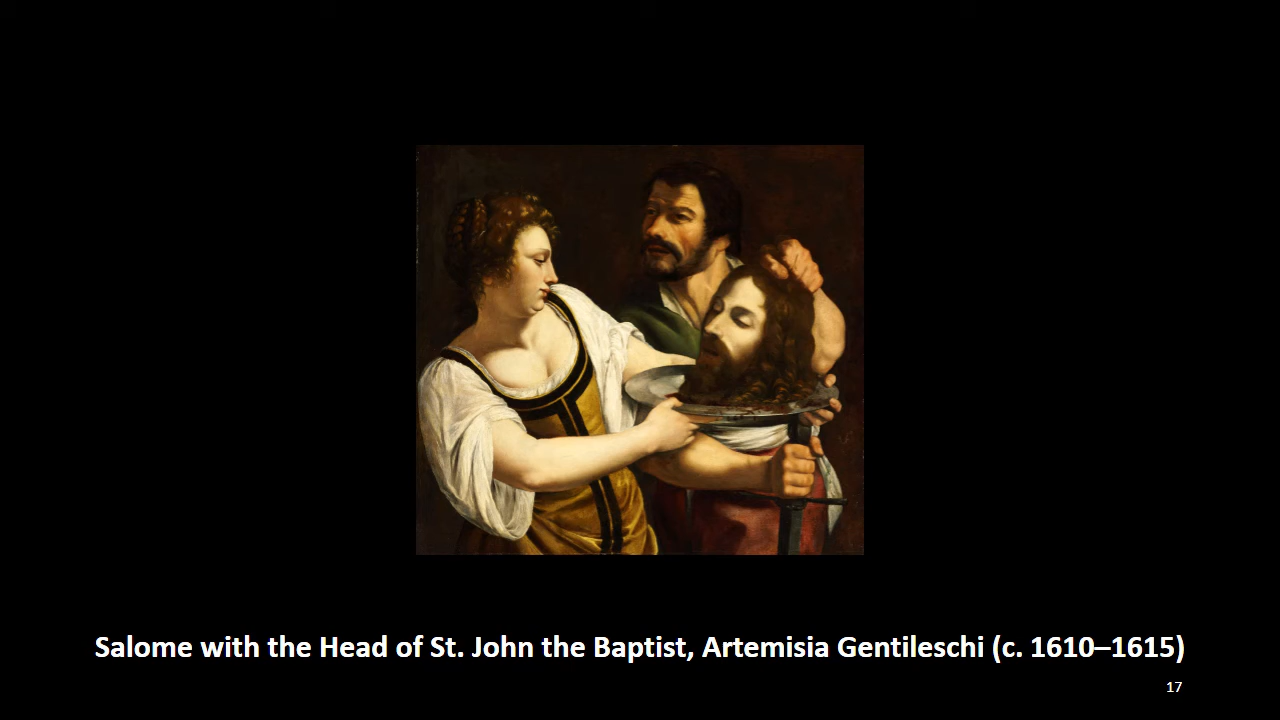 Salome with the Head of St. John the Baptist, Artemisia Gentileschi (c. 1610–1615)
17